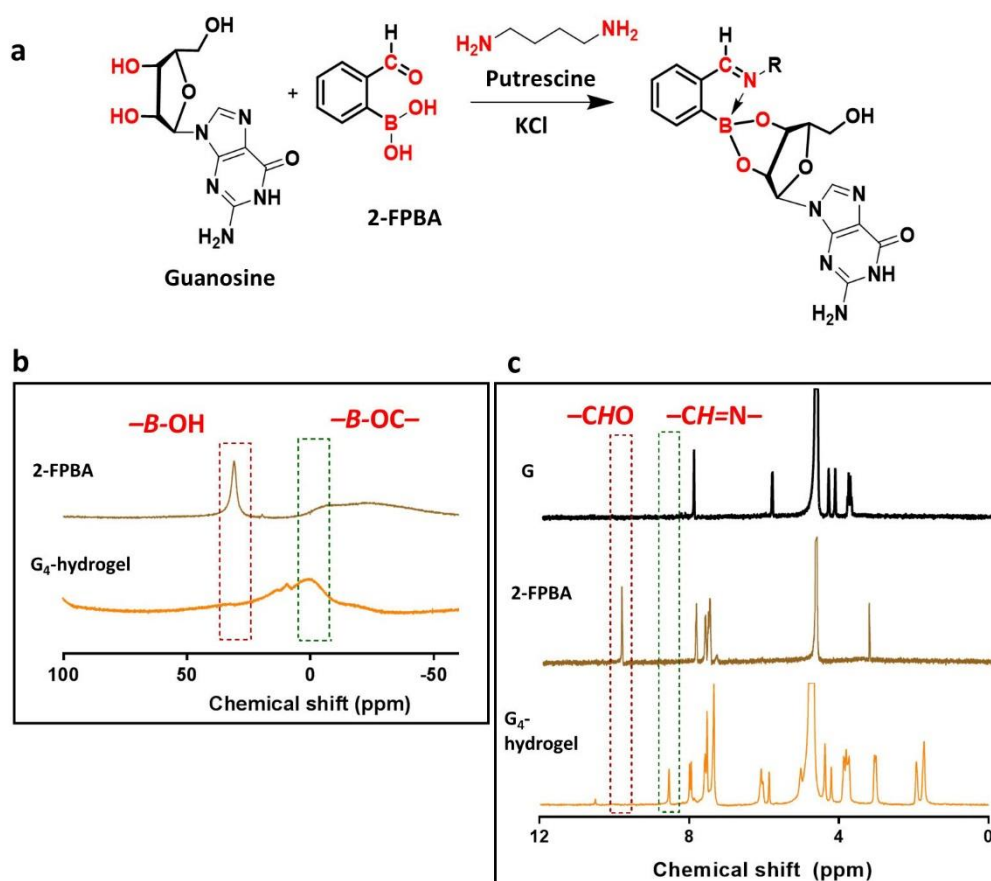 a
OH
HO
HO
O
N
N
O
N
NH
H₂N
Guanosine
+
H
C
O
B
OH
OH
2-FPBA
H₂N
NH₂
Putrescine
KCl
H
C
N
R
B
O
O
OH
O
N
N
O
N
NH
H₂N
b
–B-OH
–B-OC–
2-FPBA
G₄-hydrogel
100 50 0 -50
Chemical shift (ppm)
c
–CHO
–CH=N–
G
2-FPBA
G₄-
hydrogel
12 8 4 0
Chemical shift (ppm)